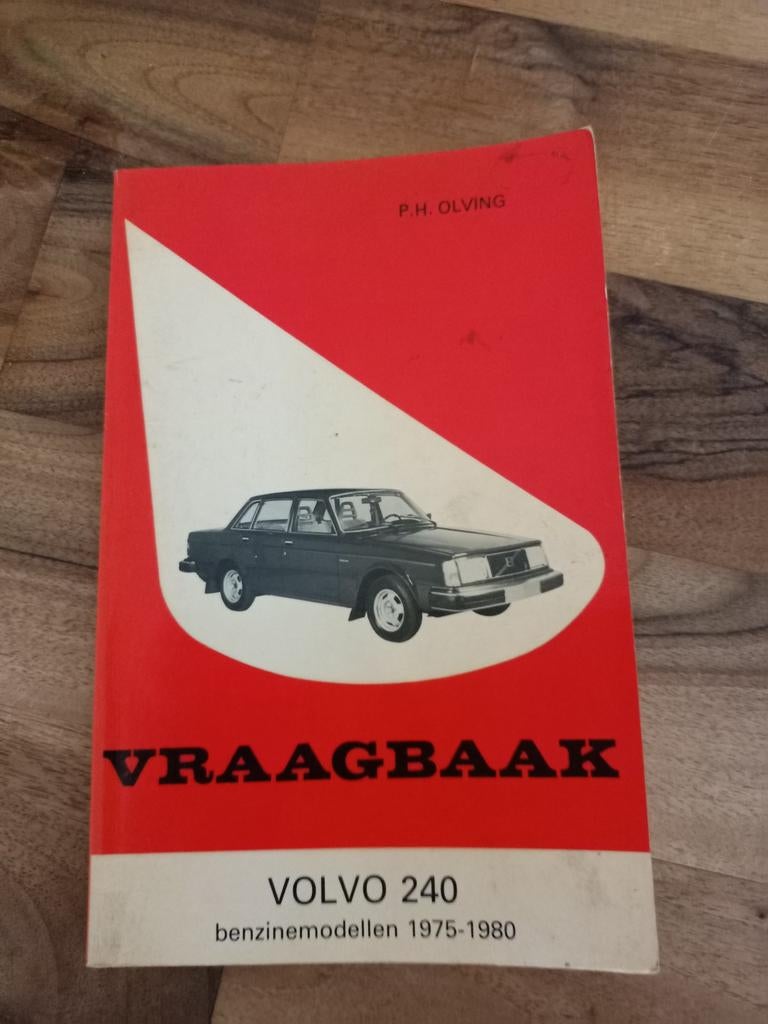 P.H. OLVING
VRAAGBAAK
VOLVO 240
benzinemodellen 1975-1980